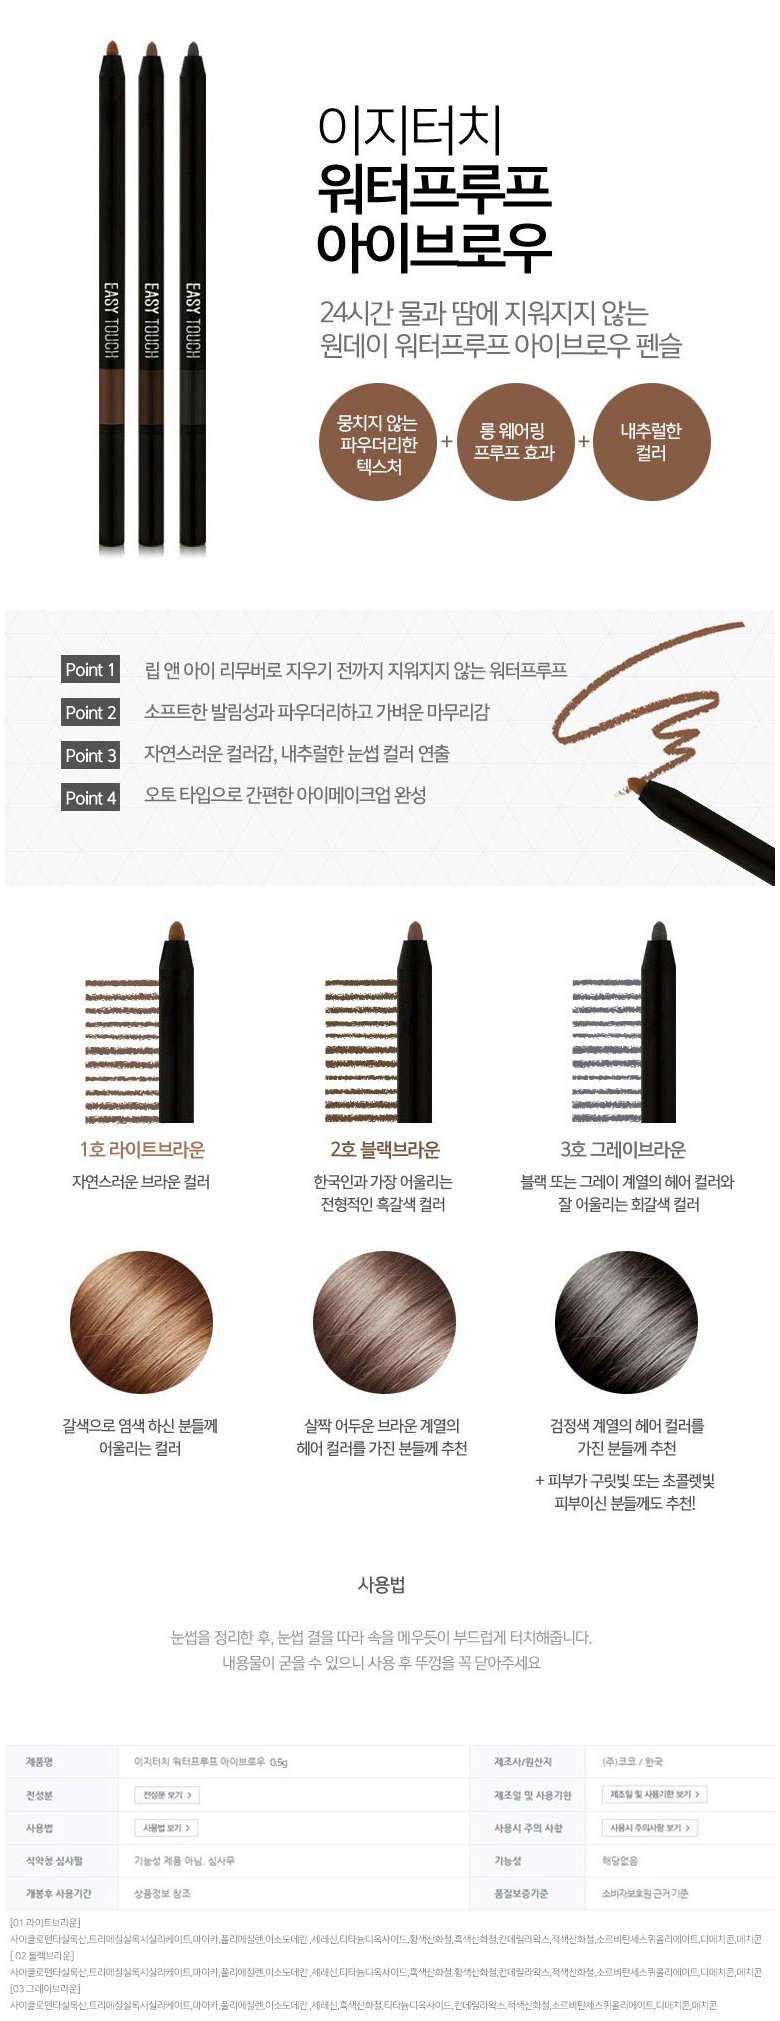 EASY TOUCH
EASY TOUCH
EASY TOUCH
이지터치
워터프루프
아이브로우
24시간 물과 땀에 지워지지 않는
원데이 워터프루프 아이브로우 펜슬
뭉치지 않는
파우더리한
텍스처
+
롱 웨어링
프루프 효과
+
내추럴한
컬러
Point 1 립 앤 아이 리무버로 지우기 전까지 지워지지 않는 워터프루프
Point 2 소프트한 발림성과 파우더리하고 가벼운 마무리감
Point 3 자연스러운 컬러감, 내추럴한 눈썹 컬러 연출
Point 4 오토 타입으로 간편한 아이메이크업 완성
1호 라이트브라운
자연스러운 브라운 컬러
2호 블랙브라운
한국인과 가장 어울리는
전형적인 흑갈색 컬러
3호 그레이브라운
블랙 또는 그레이 계열의 헤어 컬러와
잘 어울리는 회갈색 컬러
갈색으로 염색 하신 분들께
어울리는 컬러
살짝 어두운 브라운 계열의
헤어 컬러를 가진 분들께 추천
검정색 계열의 헤어 컬러를
가진 분들께 추천
+ 피부가 구릿빛 또는 초콜렛빛
피부이신 분들께도 추천!
사용법
눈썹을 정리한 후, 눈썹 결을 따라 속을 메우듯이 부드럽게 터치해줍니다.
내용물이 굳을 수 있으니 사용 후 뚜껑을 꼭 닫아주세요
제품명 이지터치 워터프루프 아이브로우 0.5g 제조사/원산지 (주)코코 / 한국
전성분 전성분 보기 > 제조일 및 사용기한 제조일 및 사용기한 보기 >
사용법 사용법 보기 > 사용시 주의 사항 사용시 주의사항 보기 >
식약청 심사필 기능성 제품 아님. 심사무 기능성 해당없음
개봉후 사용기간 상품정보 참조 품질보증기준 소비자보호원 근거 기준
[01 라이트브라운]
사이클로펜타실록산,트리메칠실록시실리케이트,마이카,폴리에칠렌,이소도데칸 ,세레신,티타늄디옥사이드,황색산화철,흑색산화철,칸데릴라왁스,적색산화철,소르비탄세스퀴올리에이트,디메치콘,메치콘
[ 02 블랙브라운]
사이클로펜타실록산,트리메칠실록시실리케이트,마이카,폴리에칠렌,이소도데칸 ,세레신,티타늄디옥사이드,흑색산화철,황색산화철,칸데릴라왁스,적색산화철,소르비탄세스퀴올리에이트,디메치콘,메치콘
[03 그레이브라운]
사이클로펜타실록산,트리메칠실록시실리케이트,마이카,폴리에칠렌,이소도데칸 ,세레신,흑색산화철,티타늄디옥사이드,칸데릴라왁스,적색산화철,소르비탄세스퀴올리에이트,디메치콘,메치콘